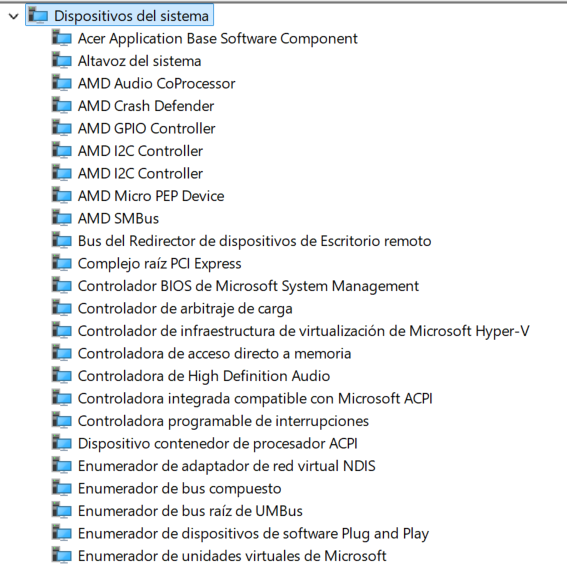 Dispositivos del sistema
Acer Application Base Software Component
Altavoz del sistema
AMD Audio CoProcessor
AMD Crash Defender
AMD GPIO Controller
AMD I2C Controller
AMD I2C Controller
AMD Micro PEP Device
AMD SMBus
Bus del Redirector de dispositivos de Escritorio remoto
Complejo raíz PCI Express
Controlador BIOS de Microsoft System Management
Controlador de arbitraje de carga
Controlador de infraestructura de virtualización de Microsoft Hyper-V
Controladora de acceso directo a memoria
Controladora de High Definition Audio
Controladora integrada compatible con Microsoft ACPI
Controladora programable de interrupciones
Dispositivo contenedor de procesador ACPI
Enumerador de adaptador de red virtual NDIS
Enumerador de bus compuesto
Enumerador de bus raíz de UMBus
Enumerador de dispositivos de software Plug and Play
Enumerador de unidades virtuales de Microsoft